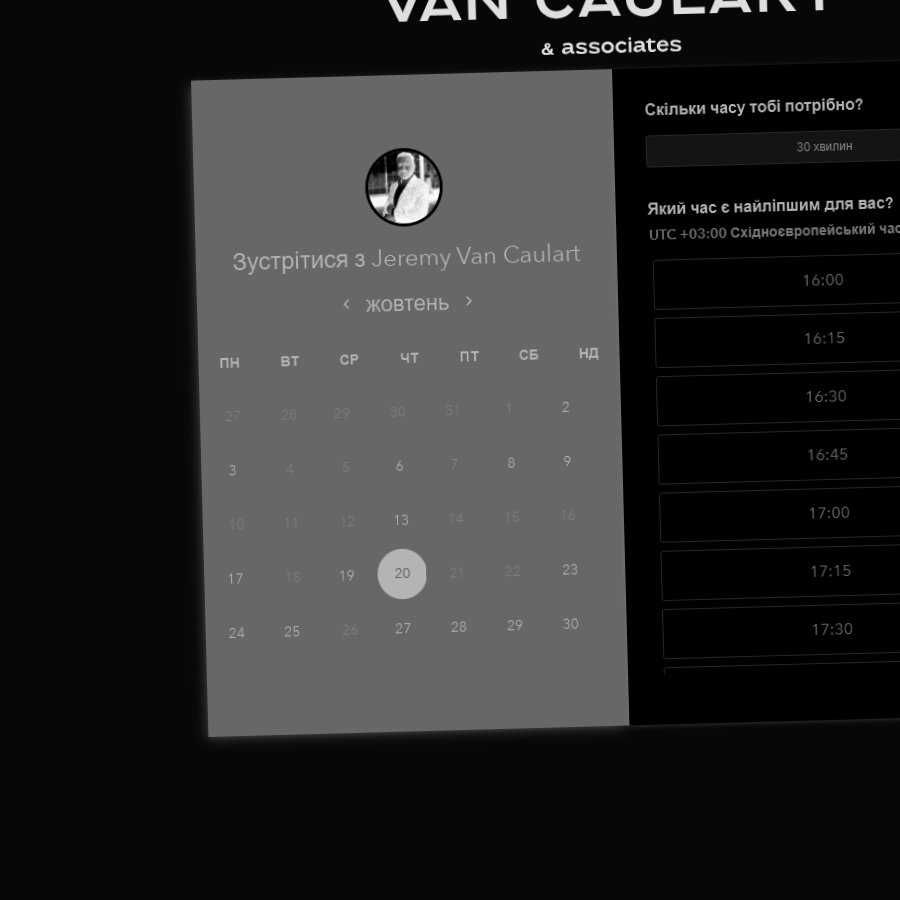 VAN CAULART
& associates
Зустрітися з Jeremy Van Caulart
‹ жовтень ›
ПН ВТ СР ЧТ ПТ СБ НД
27 28 29 30 31 1 2
3 4 5 6 7 8 9
10 11 12 13 14 15 16
17 18 19 20 21 22 23
24 25 26 27 28 29 30
Скільки часу тобі потрібно?
30 хвилин
Який час є найліпшим для вас?
UTC +03:00 Східноєвропейський час
16:00
16:15
16:30
16:45
17:00
17:15
17:30